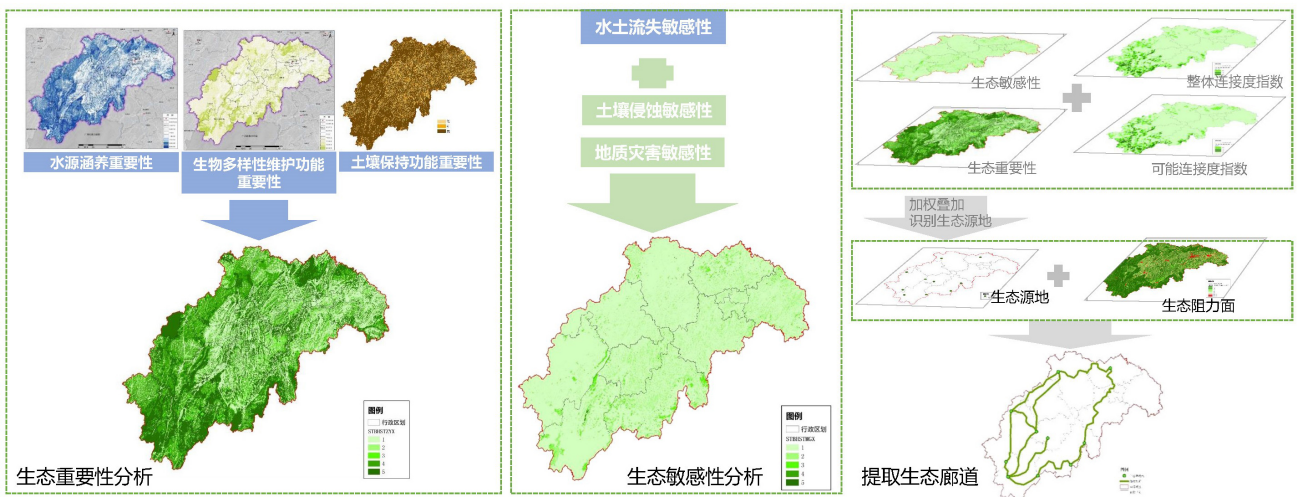 水源涵养重要性
生物多样性维护功能
重要性
土壤保持功能重要性
图例
行政区划
1
2
3
4
5
生态重要性分析
水土流失敏感性
土壤侵蚀敏感性
地质灾害敏感性
图例
行政区划
1
2
3
4
5
生态敏感性分析
生态敏感性
整体连接度指数
生态重要性
可能连接度指数
加权叠加
识别生态源地
生态源地
生态阻力面
提取生态廊道